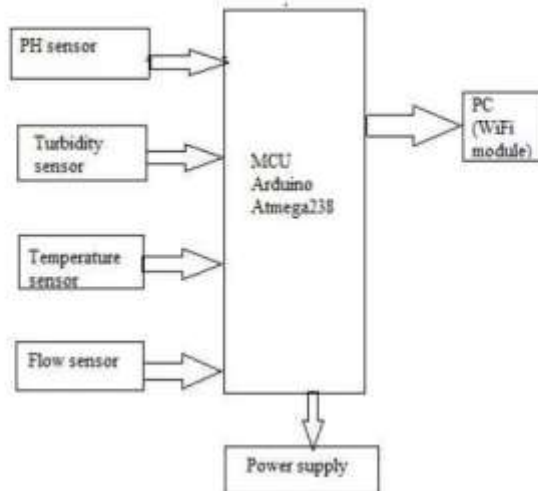 PH sensor
Turbidity
sensor
Temperature
sensor
Flow sensor
MCU
Arduino
Atmega238
PC
(WiFi
module)
Power supply